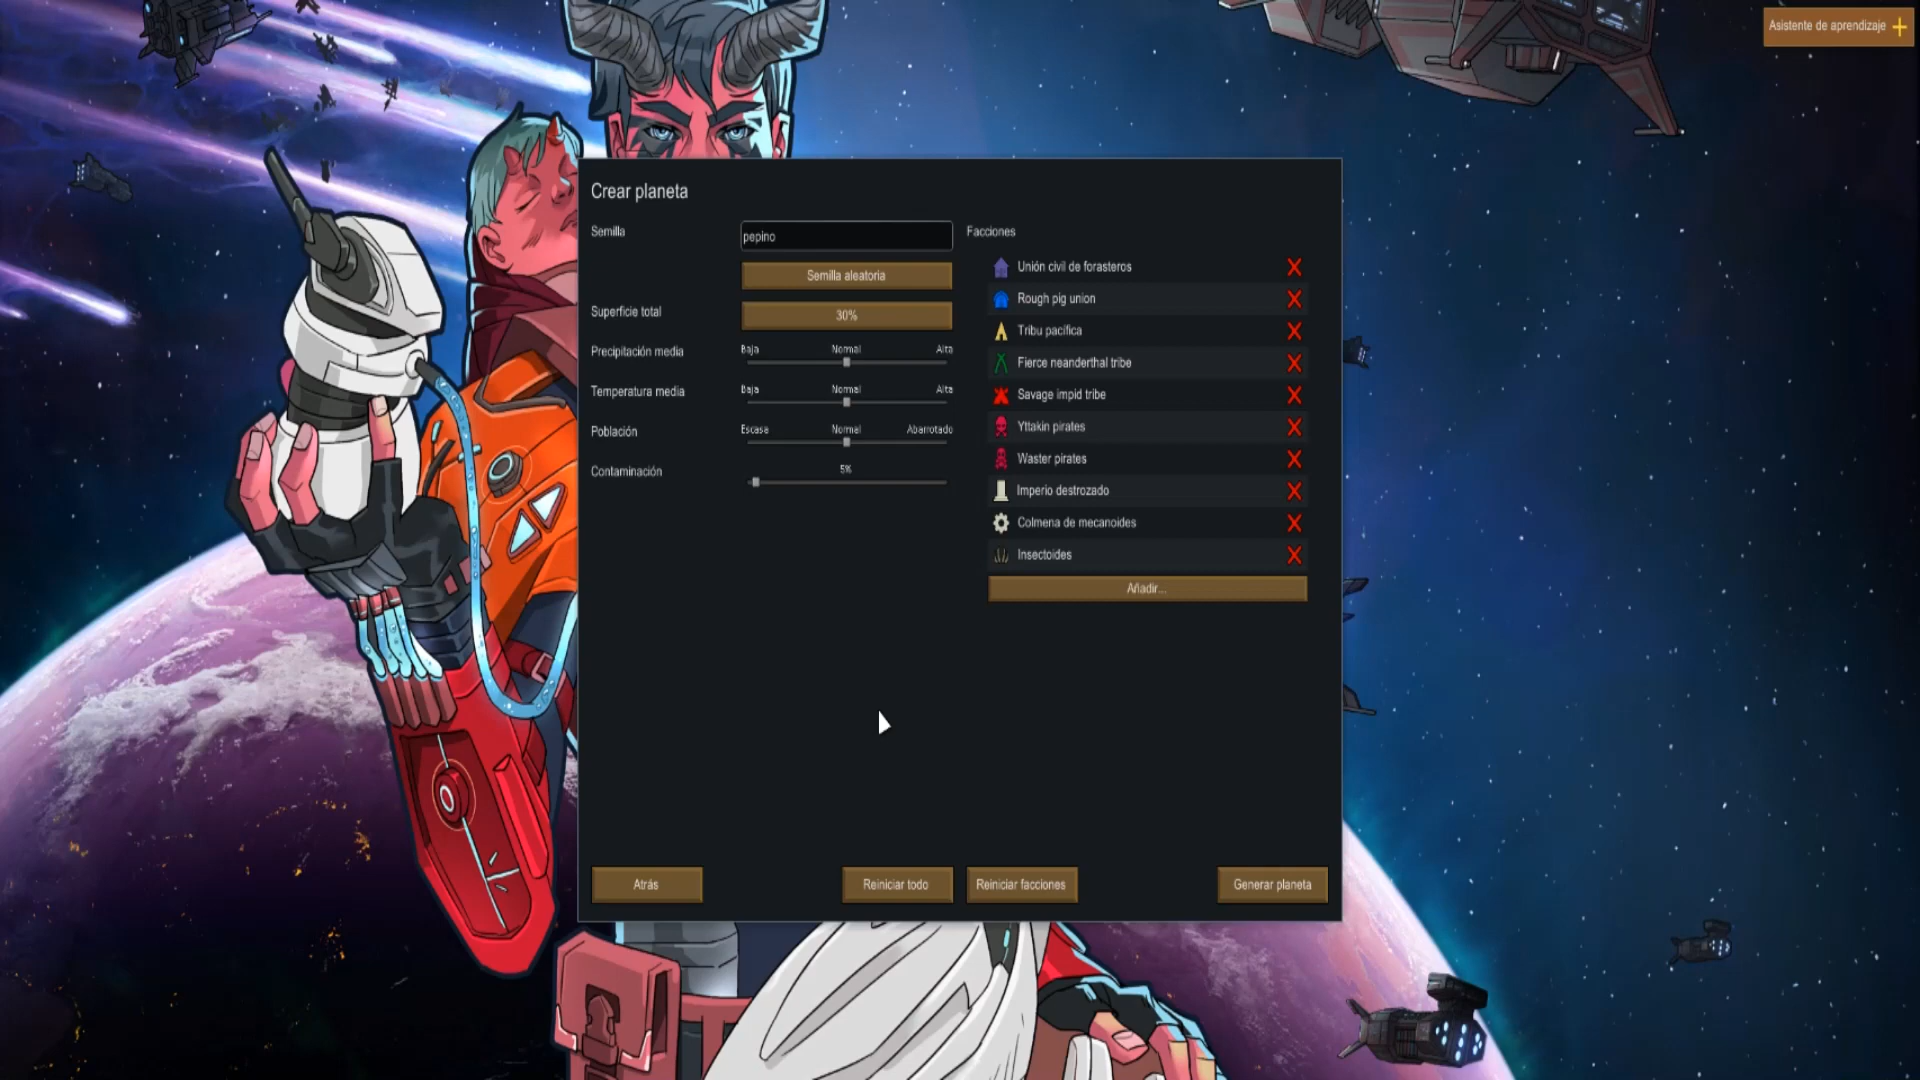 Asistente de aprendizaje
Crear planeta
Semilla
pepino
Semilla aleatoria
Superficie total
30%
Precipitación media
Baja Normal Alta
Temperatura media
Baja Normal Alta
Población
Escasa Normal Abarrotado
Contaminación
5%
Facciones
Unión civil de forasteros
Rough pig union
Tribu pacífica
Fierce neanderthal tribe
Savage impid tribe
Yttakin pirates
Waster pirates
Imperio destrozado
Colmena de mecanoides
Insectoides
Añadir...
Atrás
Reiniciar todo
Reiniciar facciones
Generar planeta